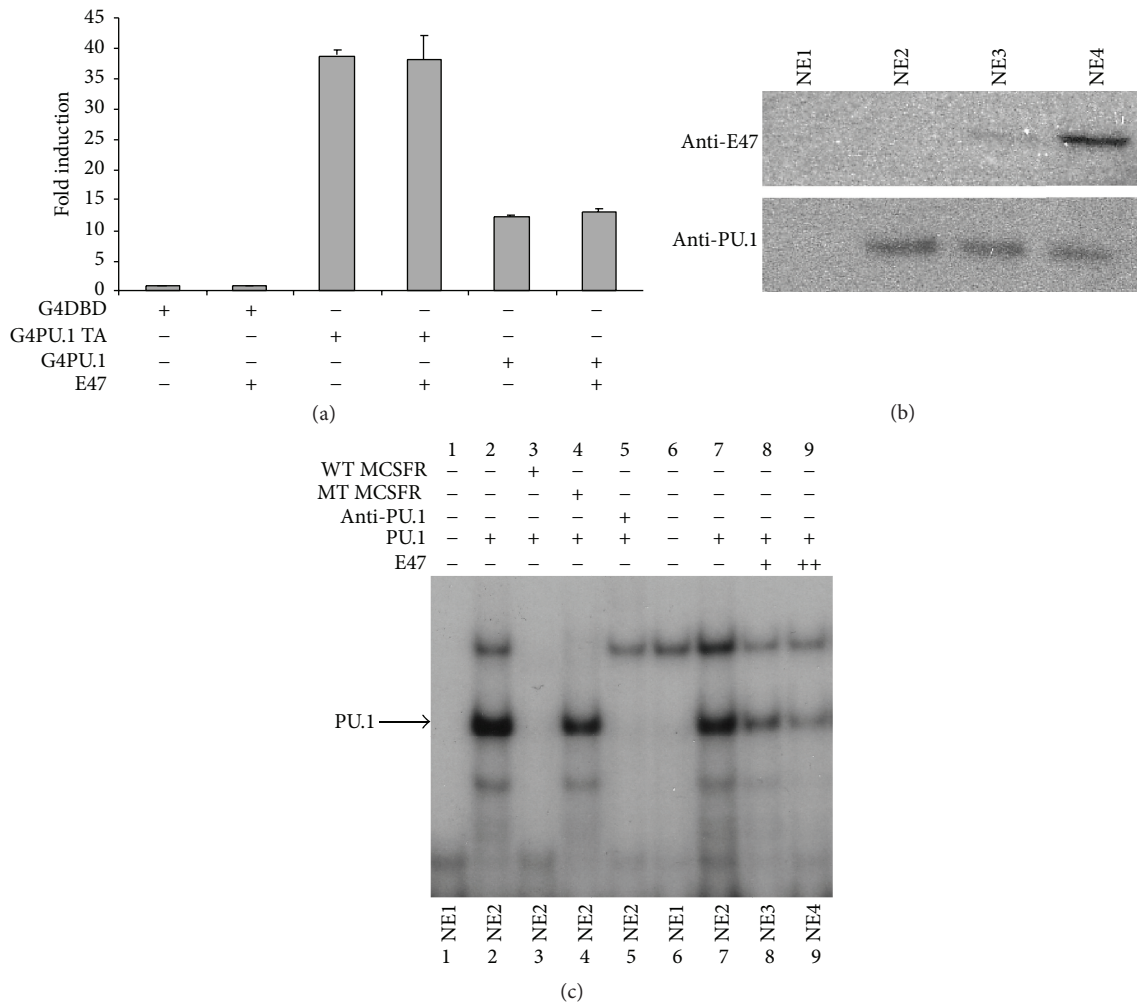 45
40
35
30
25
20
15
10
5
0
Fold induction
G4DBD + + − − − −
G4PU.1 TA − − + + − −
G4PU.1 − − − − + +
E47 − + − + − +
(a)
NE1 NE2 NE3 NE4
Anti-E47
Anti-PU.1
(b)
1 2 3 4 5 6 7 8 9
WT MCSFR − − + − − − − − −
MT MCSFR − − − + − − − − −
Anti-PU.1 − − − − + − − − −
PU.1 − + + + + − + + +
E47 − − − − − − − + ++
PU.1
NE1 NE2 NE2 NE2 NE2 NE1 NE2 NE3 NE4
1 2 3 4 5 6 7 8 9
(c)